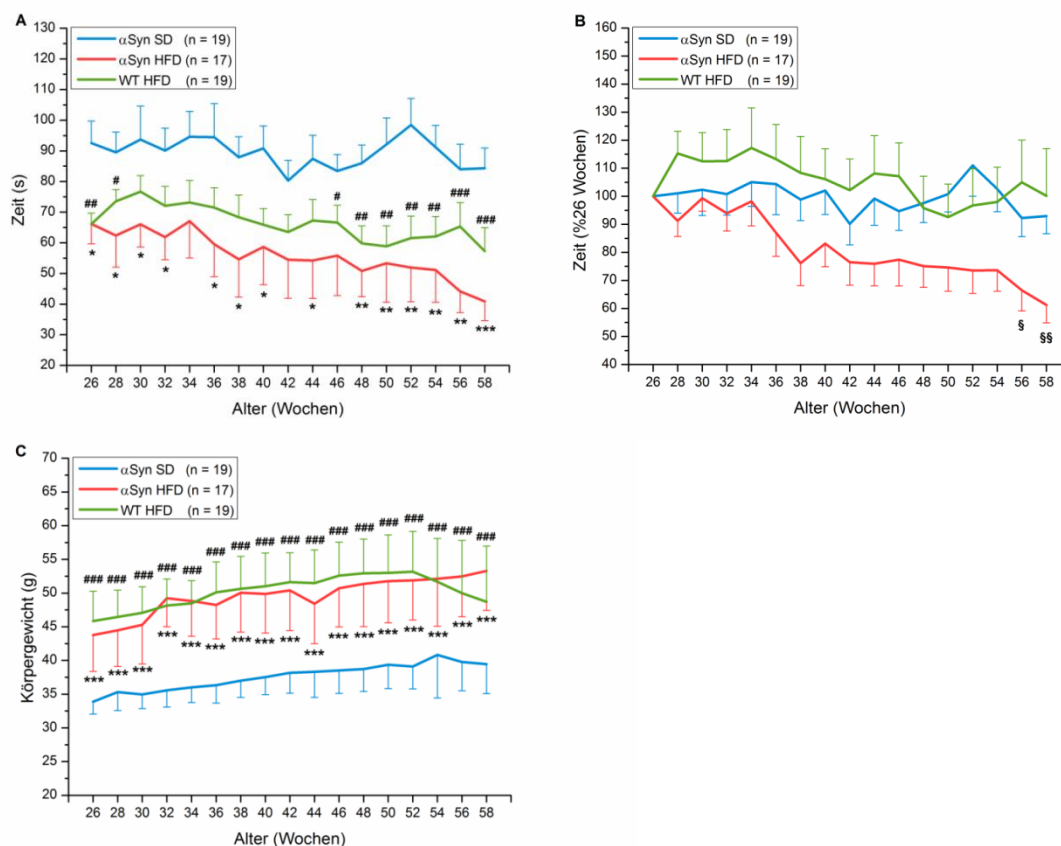 A
αSyn SD (n = 19)
αSyn HFD (n = 17)
WT HFD (n = 19)
130
120
110
100
90
80
70
60
50
40
30
20
Zeit (s)
## # # ## ## ## ## ### ###
* * * * * * * * ** ** ** ** ** ***
26 28 30 32 34 36 38 40 42 44 46 48 50 52 54 56 58
Alter (Wochen)
B
αSyn SD (n = 19)
αSyn HFD (n = 17)
WT HFD (n = 19)
160
150
140
130
120
110
100
90
80
70
60
50
40
Zeit (%26 Wochen)
§ §§
26 28 30 32 34 36 38 40 42 44 46 48 50 52 54 56 58
Alter (Wochen)
C
αSyn SD (n = 19)
αSyn HFD (n = 17)
WT HFD (n = 19)
70
65
60
55
50
45
40
35
30
25
20
Körpergewicht (g)
### ### ### ### ### ### ### ### ### ### ### ### ### ### ### ### ###
*** *** *** *** *** *** *** *** *** *** *** *** *** *** *** *** ***
26 28 30 32 34 36 38 40 42 44 46 48 50 52 54 56 58
Alter (Wochen)